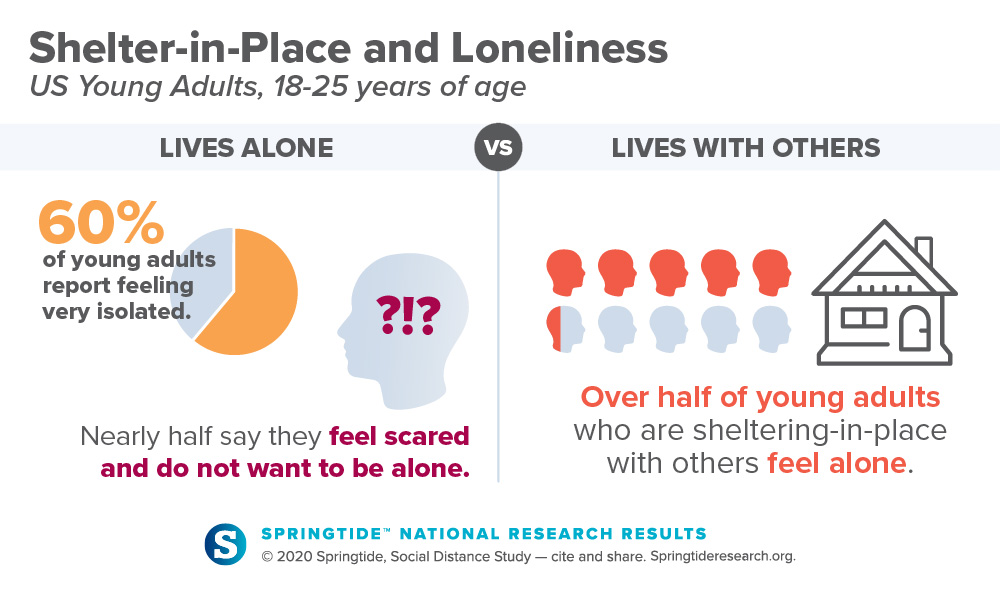 Shelter-in-Place and Loneliness
US Young Adults, 18-25 years of age
LIVES ALONE
VS
LIVES WITH OTHERS
60%
of young adults
report feeling
very isolated.
?!?
Nearly half say they feel scared
and do not want to be alone.
Over half of young adults
who are sheltering-in-place
with others feel alone.
S
SPRINGTIDE™ NATIONAL RESEARCH RESULTS
© 2020 Springtide, Social Distance Study — cite and share. Springtideresearch.org.